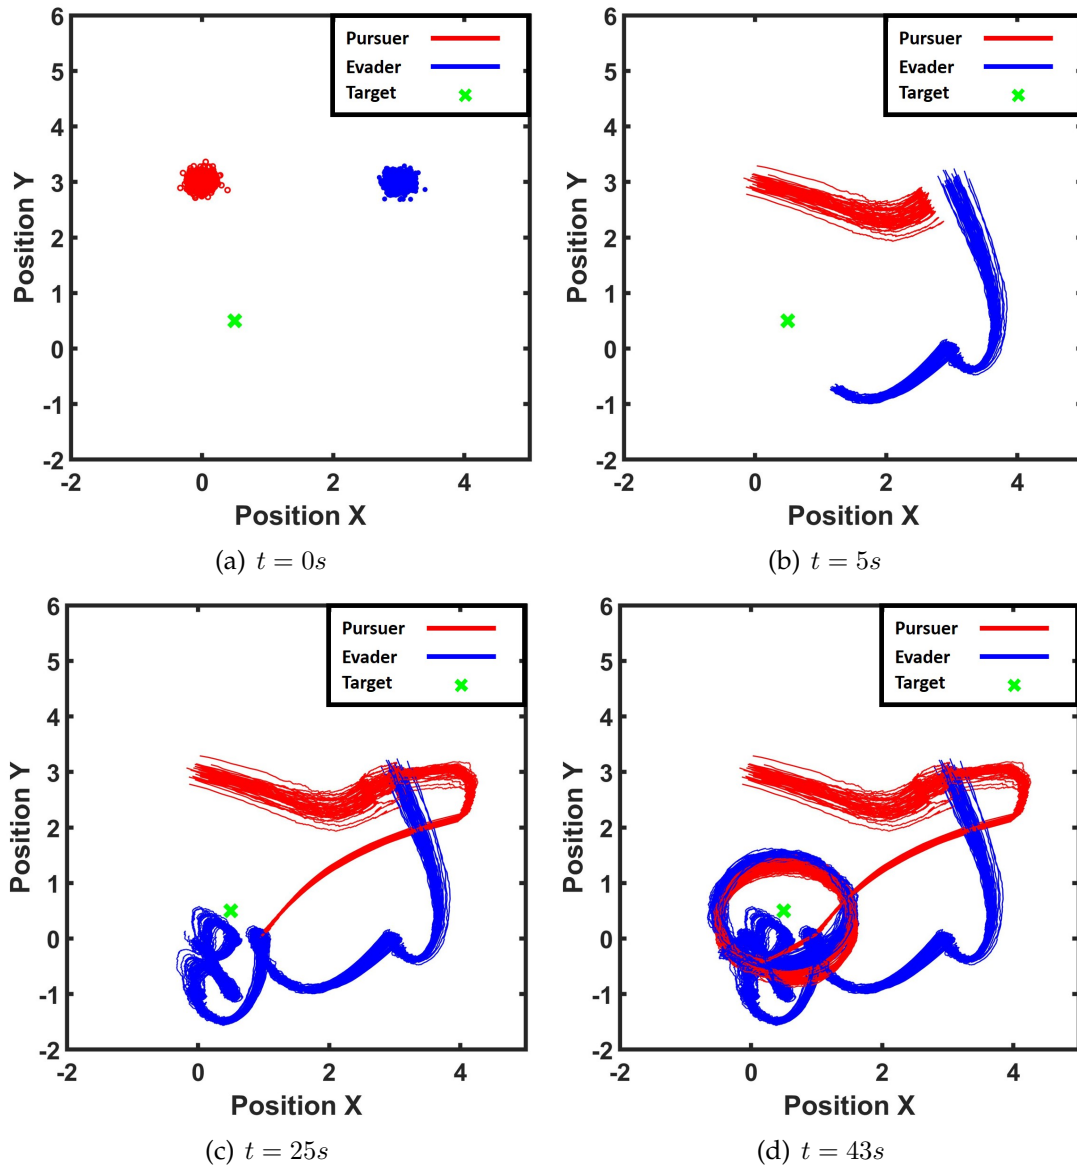 6
5
4
3
2
1
0
-1
-2
-2 0 2 4
Position Y
Position X
Pursuer
Evader
Target
(a) t = 0s
6
5
4
3
2
1
0
-1
-2
-2 0 2 4
Position Y
Position X
Pursuer
Evader
Target
(b) t = 5s
6
5
4
3
2
1
0
-1
-2
-2 0 2 4
Position Y
Position X
Pursuer
Evader
Target
(c) t = 25s
6
5
4
3
2
1
0
-1
-2
-2 0 2 4
Position Y
Position X
Pursuer
Evader
Target
(d) t = 43s